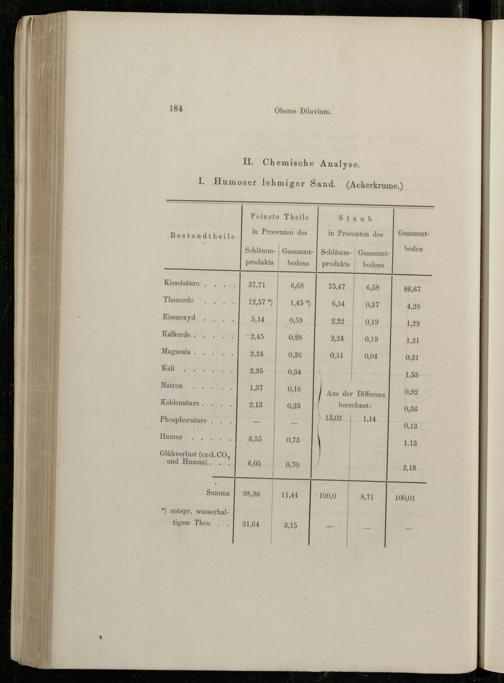 184
Oberes Diluvium.
II. Chemische Analyse.
I. Humoser lehmiger Sand. (Ackerkrume.)
Bestandtheile
Feinste Theile
in Procenten des
Staub
in Procenten des
Gesammt-
boden
Schlämm-
produkts
Gesammt-
bodens
Schlämm-
produkts
Gesammt-
bodens
Kieselsäure . . . . 57,71 6,68 75,47 6,58 86,67
Thonerde . . . . 12,57 *) 1,45 *) 6,54 0,57 4,28
Eisenoxyd . . . . 5,14 0,59 2,22 0,19 1,29
Kalkerde . . . . . 2,45 0,28 2,24 0,19 1,21
Magnesia . . . . . 2,24 0,26 0,51 0,04 0,31
Kali . . . . . . 2,95 0,34 1,53
Natron . . . . . 1,37 0,16 Aus der Differenz 0,92
Kohlensäure . . . . 2,13 0,25 berechnet: 0,36
Phosphorsäure . . . — — 13,02 1,14 0,13
Humus . . . . . 6,35 0,73 1,13
Glühverlust (excl. CO2
und Humus) . . . 6,05 0,70 2,18
Summa 98,96 11,44 100,0 8,71 100,01
*) entspr. wasserhal-
tigem Thon . . 31,64 3,15 — — —